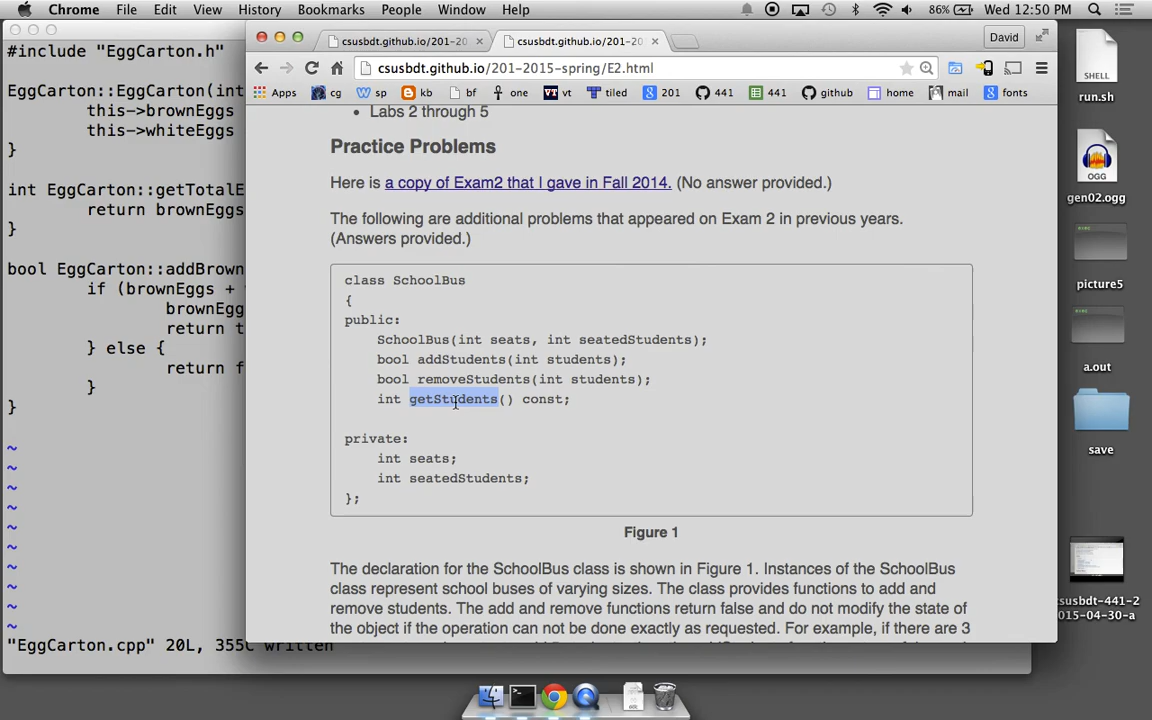 Chrome File Edit View History Bookmarks People Window Help 86% Wed 12:50 PM
#include "EggCarton.h"
EggCarton::EggCarton(int
this->brownEggs
this->whiteEggs
}
int EggCarton::getTotalE
return brownEggs
}
bool EggCarton::addBrown
if (brownEggs +
brownEgg
return t
} else {
return f
}
}
~
~
~
~
~
~
~
~
~
~
"EggCarton.cpp" 20L, 355C written
csusbdt.github.io/201-20
csusbdt.github.io/201-20
David
csusbdt.github.io/201-2015-spring/E2.html
Apps cg sp kb bf one vt tiled 201 441 441 github home mail fonts
• Labs 2 through 5
Practice Problems
Here is a copy of Exam2 that I gave in Fall 2014. (No answer provided.)
The following are additional problems that appeared on Exam 2 in previous years.
(Answers provided.)
class SchoolBus
{
public:
SchoolBus(int seats, int seatedStudents);
bool addStudents(int students);
bool removeStudents(int students);
int getStudents() const;
private:
int seats;
int seatedStudents;
};
Figure 1
The declaration for the SchoolBus class is shown in Figure 1. Instances of the SchoolBus
class represent school buses of varying sizes. The class provides functions to add and
remove students. The add and remove functions return false and do not modify the state of
the object if the operation can not be done exactly as requested. For example, if there are 3
SHELL
run.sh
OGG
gen02.ogg
picture5
a.out
save
csusbdt-441-2
015-04-30-a